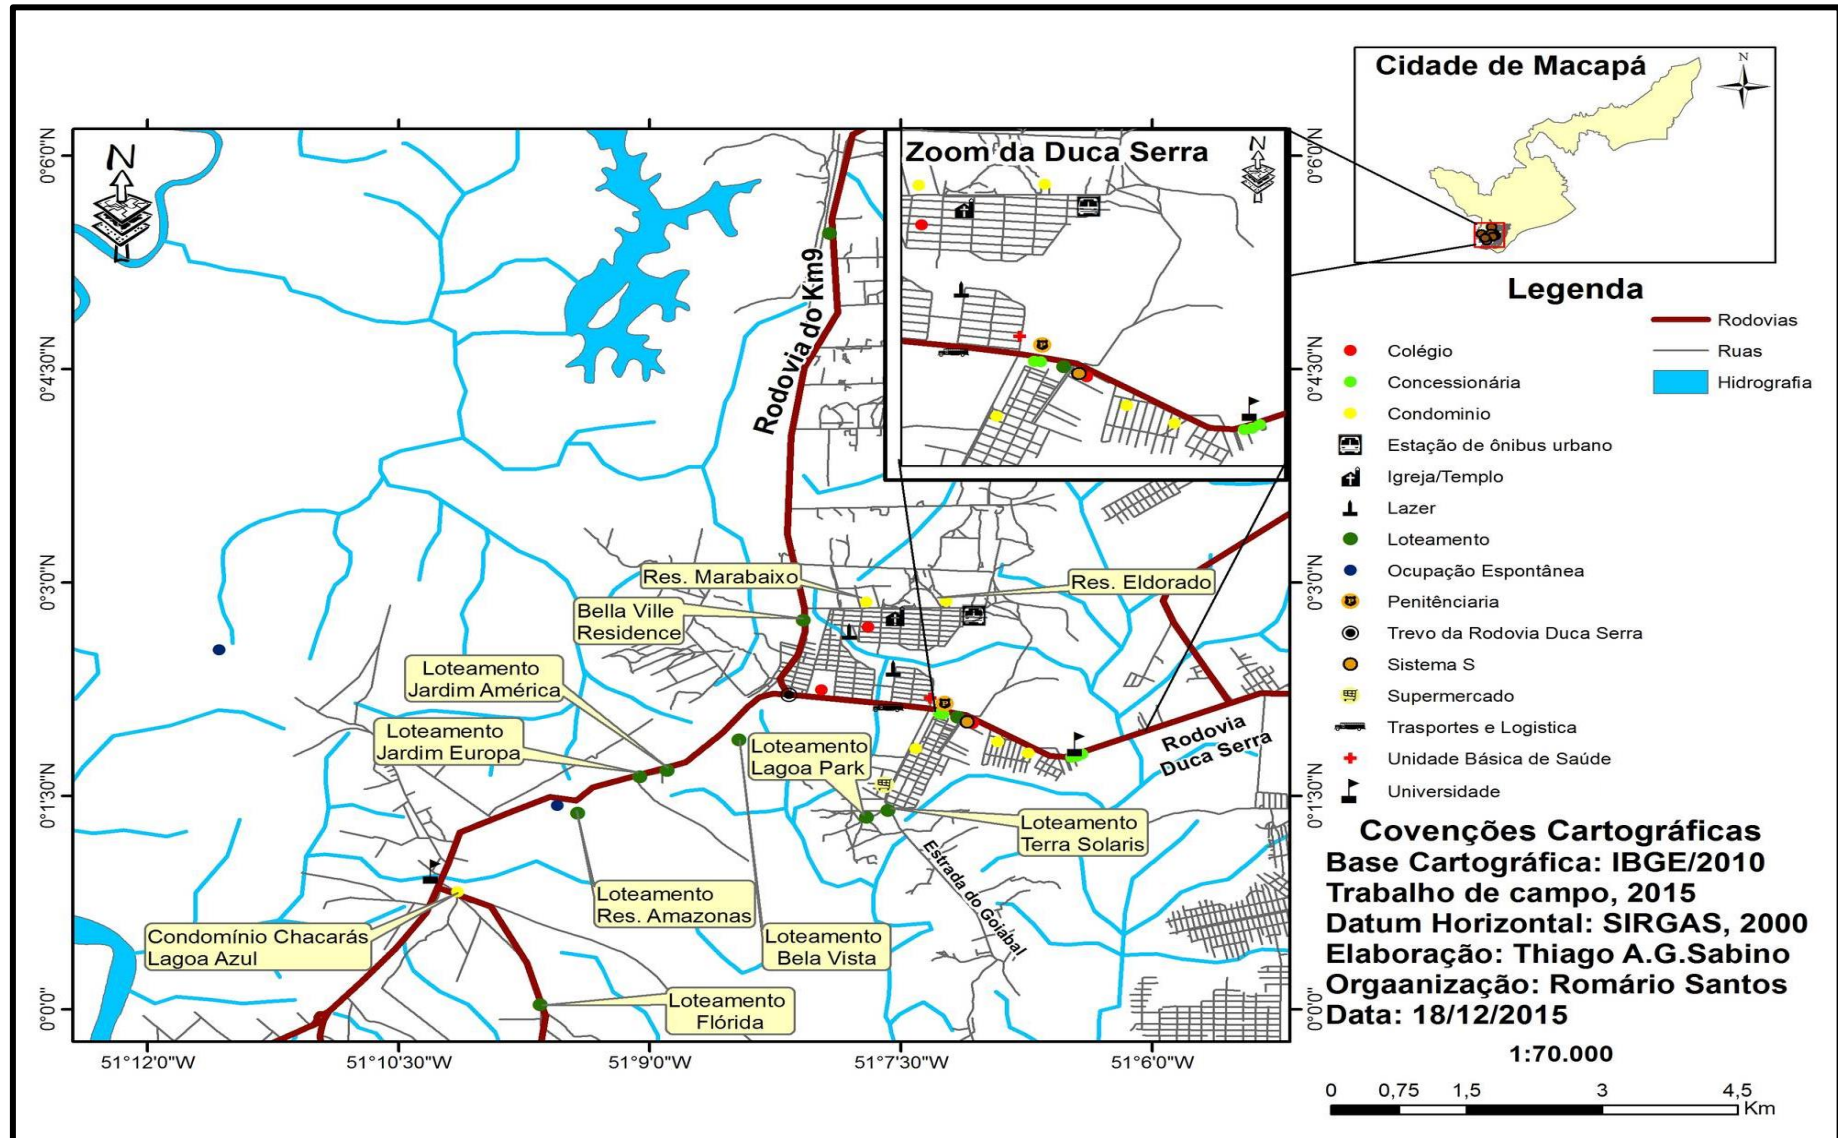 Cidade de Macapá
N
N
Zoom da Duca Serra
N
0°6'0"N
0°4'30"N
0°3'0"N
0°1'30"N
0°0'0"
0°6'0"N
0°4'30"N
0°3'0"N
0°1'30"N
0°0'0"
Rodovia do Km9
Res. Marabaixo
Res. Eldorado
Bella Ville
Residence
Loteamento
Jardim América
Loteamento
Jardim Europa
Loteamento
Lagoa Park
Rodovia
Duca Serra
Loteamento
Terra Solaris
Estrada do Goiabal
Loteamento
Res. Amazonas
Loteamento
Bela Vista
Condomínio Chacarás
Lagoa Azul
Loteamento
Flórida
51°12'0"W
51°10'30"W
51°9'0"W
51°7'30"W
51°6'0"W
Legenda
Colégio
Concessionária
Condominio
Estação de ônibus urbano
Igreja/Templo
Lazer
Loteamento
Ocupação Espontânea
Penitênciaria
Trevo da Rodovia Duca Serra
Sistema S
Supermercado
Trasportes e Logistica
Unidade Básica de Saúde
Universidade
Rodovias
Ruas
Hidrografia
Covenções Cartográficas
Base Cartográfica: IBGE/2010
Trabalho de campo, 2015
Datum Horizontal: SIRGAS, 2000
Elaboração: Thiago A.G.Sabino
Orgaanização: Romário Santos
Data: 18/12/2015
1:70.000
0 0,75 1,5 3 4,5
Km